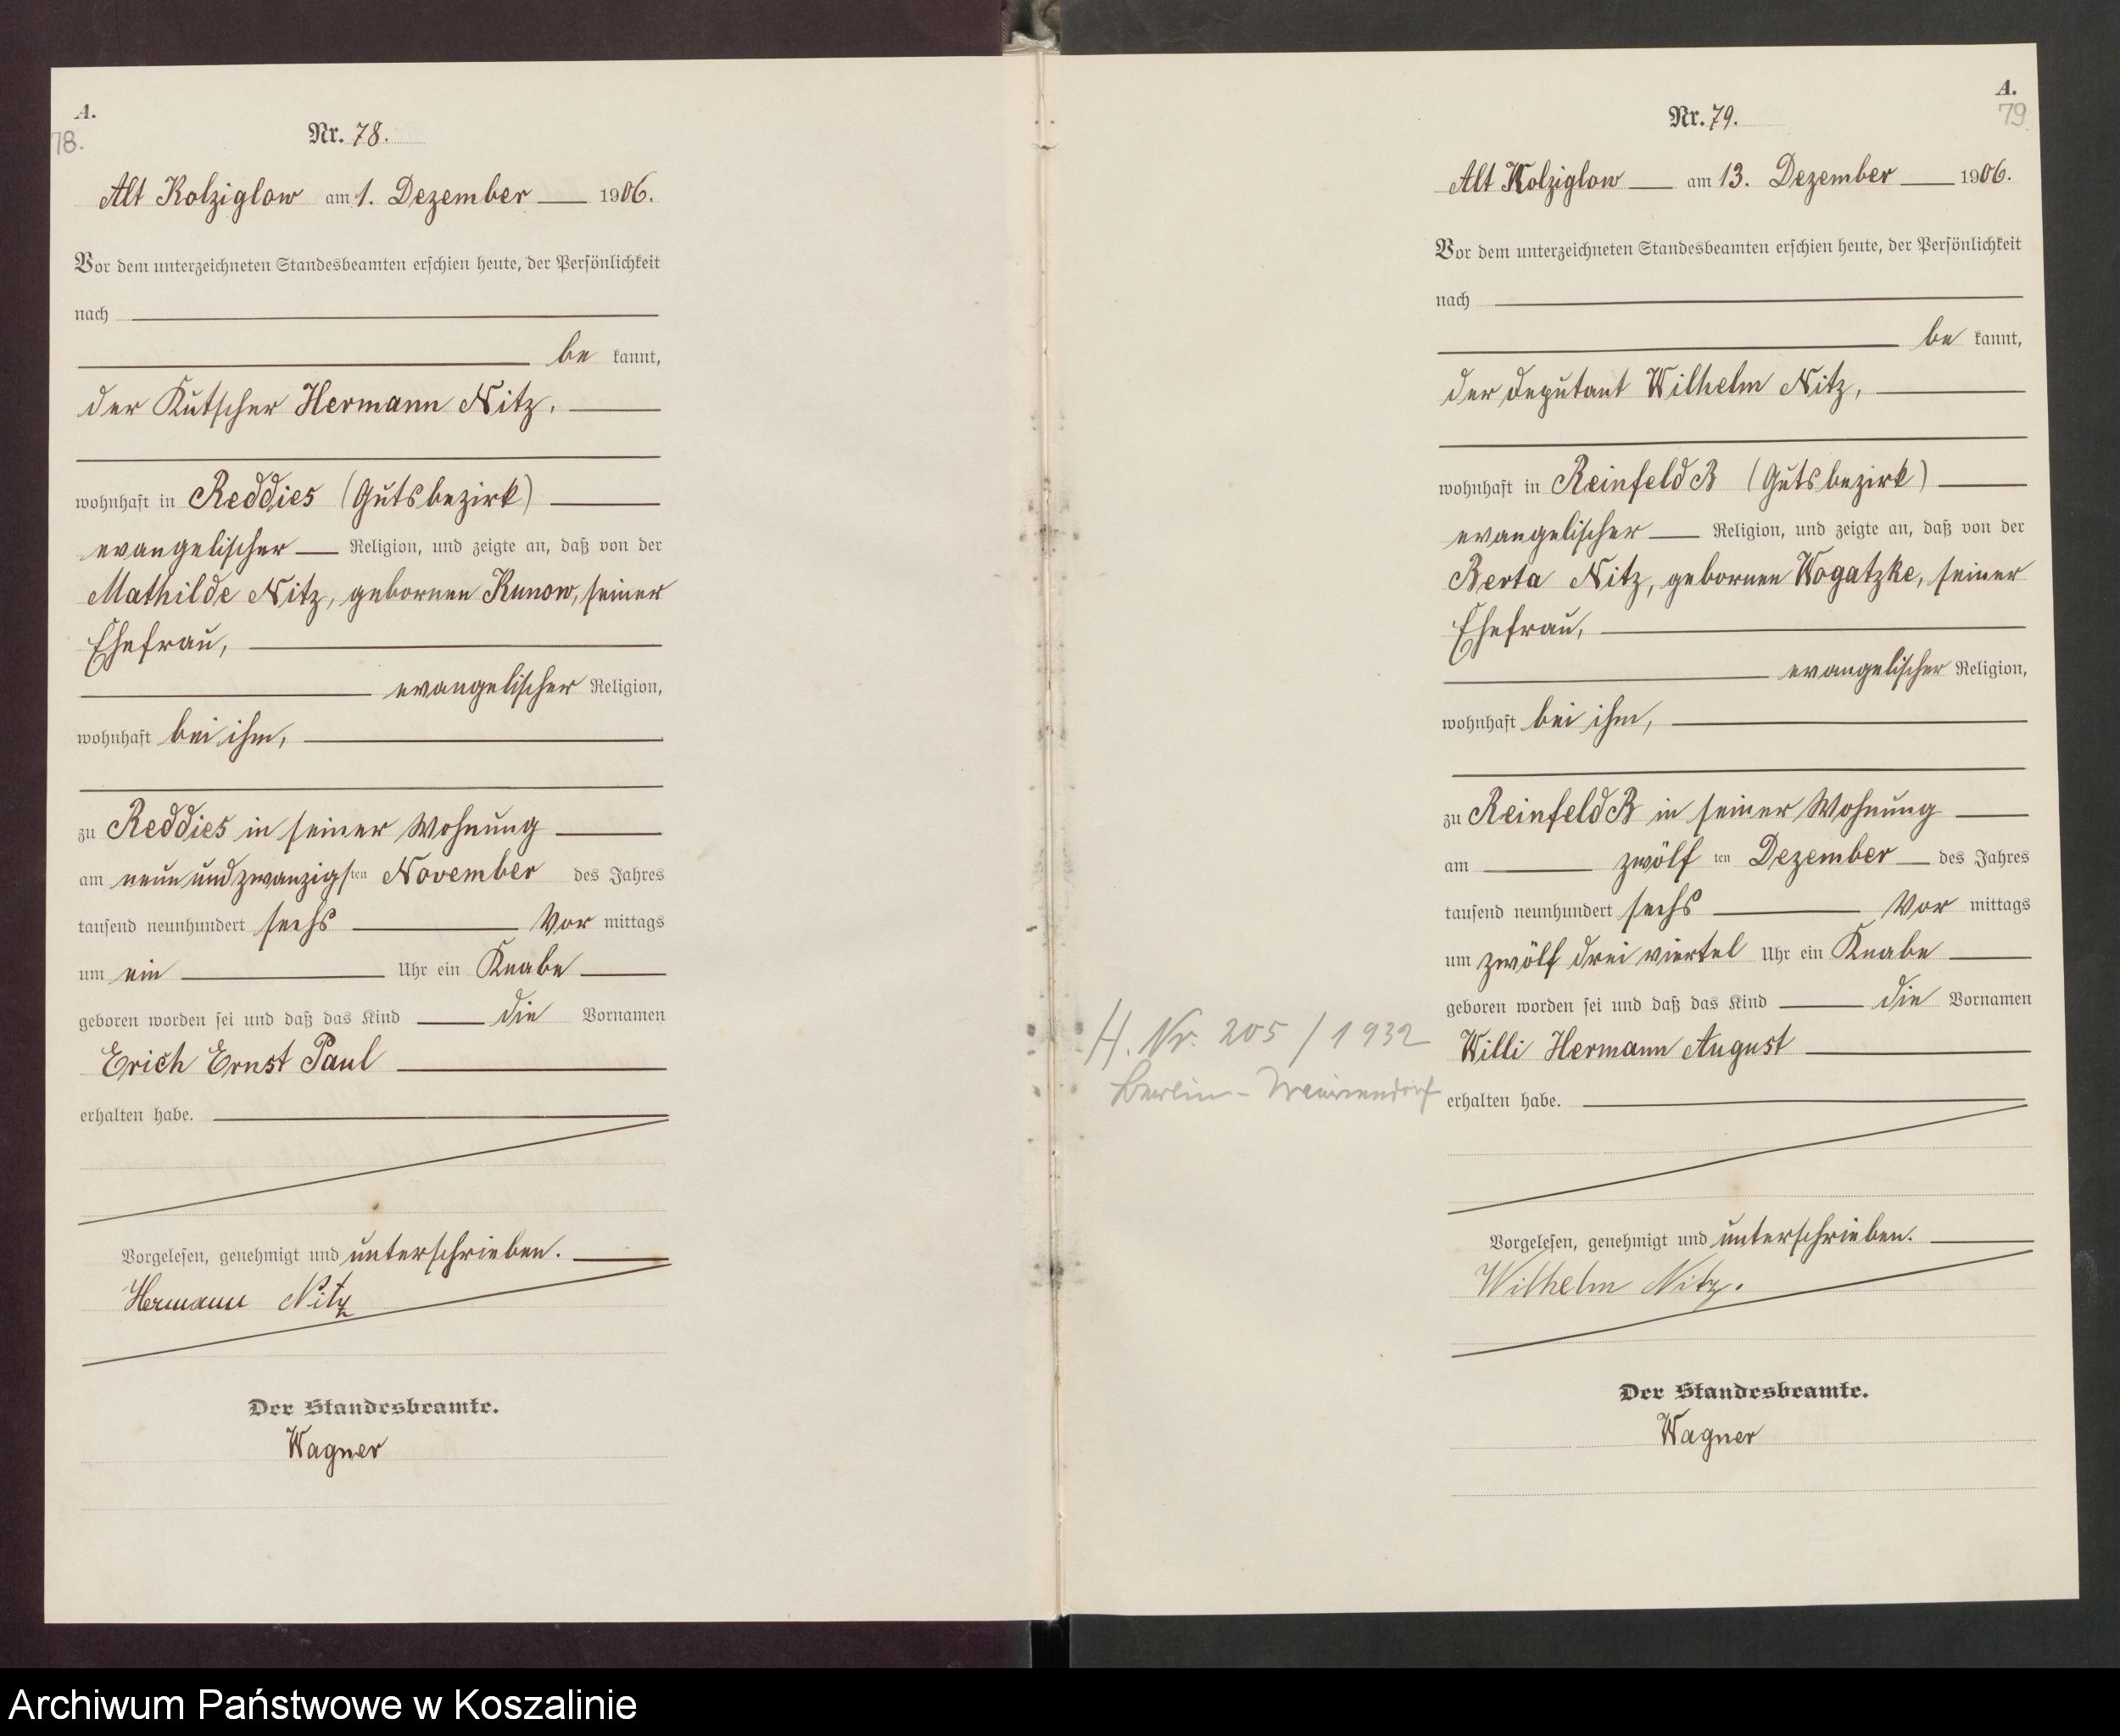 A.
78.
Nr. 78.
Alt Kolziglow am 1. Dezember 1906.
Vor dem unterzeichneten Standesbeamten erschien heute, der Persönlichkeit
nach
be kannt,
der Kutscher Hermann Nitz,
wohnhaft in Reddies (Gutsbezirk)
evangelischer Religion, und zeigte an, daß von der
Mathilde Nitz, gebornen Kunow, seiner
Ehefrau,
evangelischer Religion,
wohnhaft bei ihm,
zu Reddies in seiner Wohnung
am neunundzwanzigsten November des Jahres
tausend neunhundert sechs Vor mittags
um ein Uhr ein Knabe
geboren worden sei und daß das Kind die Vornamen
Erich Ernst Paul
erhalten habe.
Vorgelesen, genehmigt und unterschrieben.
Hermann Nitz
Der Standesbeamte.
Wagner
A.
79
Nr. 79.
Alt Kolziglow am 13. Dezember 1906.
Vor dem unterzeichneten Standesbeamten erschien heute, der Persönlichkeit
nach
be kannt,
der Deputant Wilhelm Nitz,
wohnhaft in Reinfeld B (Gutsbezirk)
evangelischer Religion, und zeigte an, daß von der
Berta Nitz, gebornen Wogatzke, seiner
Ehefrau,
evangelischer Religion,
wohnhaft bei ihm,
zu Reinfeld B in seiner Wohnung
am zwölf ten Dezember des Jahres
tausend neunhundert sechs Vor mittags
um zwölf drei viertel Uhr ein Knabe
geboren worden sei und daß das Kind die Vornamen
Willi Hermann August
erhalten habe.
H. Nr. 205 / 1932
Berlin-
Vorgelesen, genehmigt und unterschrieben.
Wilhelm Nitz.
Der Standesbeamte.
Wagner
Archiwum Państwowe w Koszalinie